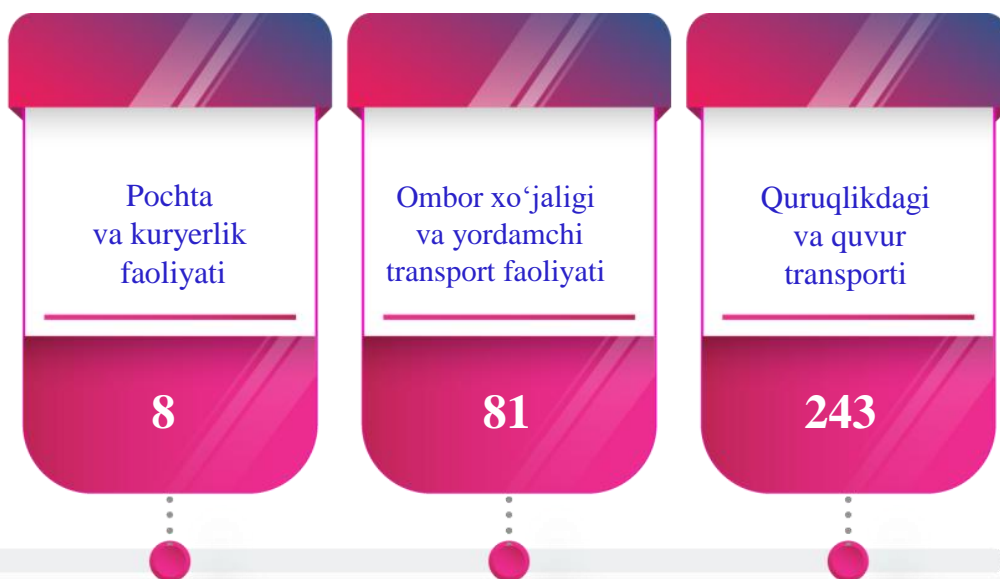 Pochta
va kuryerlik
faoliyati
8
Ombor xo‘jaligi
va yordamchi
transport faoliyati
81
Quruqlikdagi
va quvur
transporti
243